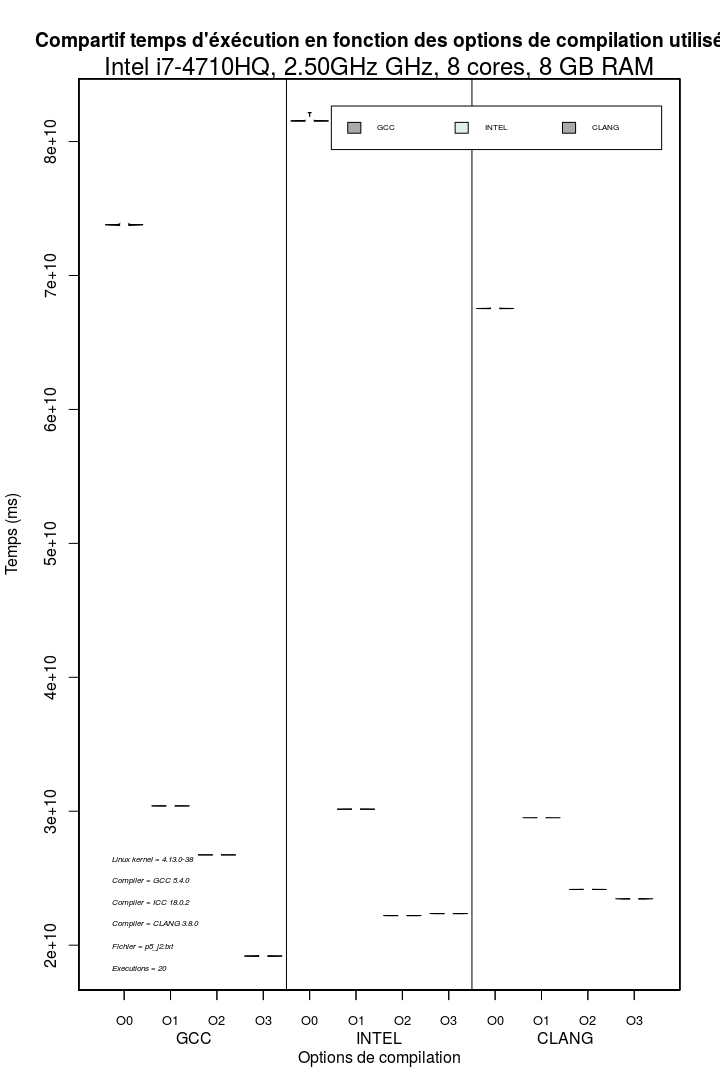 Compartif temps d'éxécution en fonction des options de compilation utilisé
Intel i7-4710HQ, 2.50GHz GHz, 8 cores, 8 GB RAM
GCC INTEL CLANG
8e+10
7e+10
6e+10
5e+10
4e+10
3e+10
2e+10
Temps (ms)
Linux kernel = 4.13.0-38
Compiler = GCC 5.4.0
Compiler = ICC 18.0.2
Compiler = CLANG 3.8.0
Fichier = p5_j2.txt
Executions = 20
O0 O1 O2 O3 O0 O1 O2 O3 O0 O1 O2 O3
GCC INTEL CLANG
Options de compilation